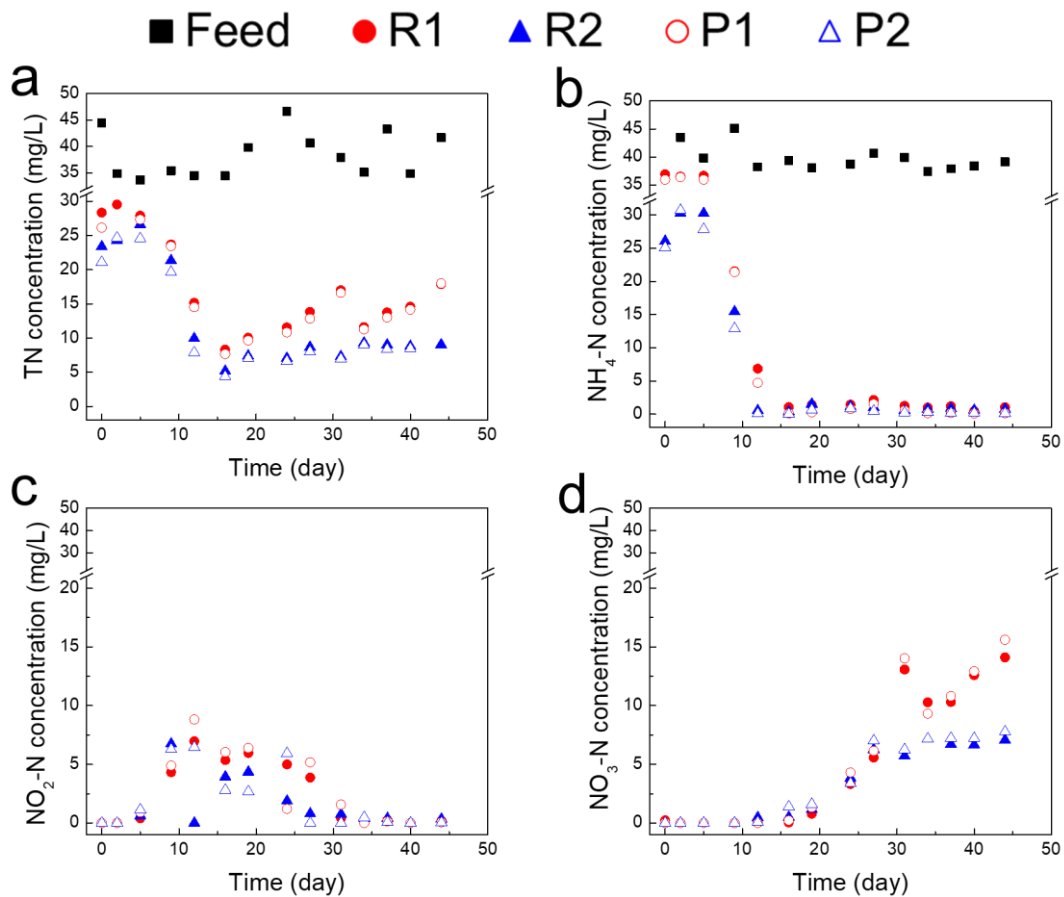 Feed R1 R2 P1 P2
a
50
45
40
35
30
25
20
15
10
5
0
TN concentration (mg/L)
0 10 20 30 40 50
Time (day)
b
50
45
40
35
30
25
20
15
10
5
0
NH₄-N concentration (mg/L)
0 10 20 30 40 50
Time (day)
c
50
40
30
20
15
10
5
0
NO₂-N concentration (mg/L)
0 10 20 30 40 50
Time (day)
d
50
40
30
20
15
10
5
0
NO₃-N concentration (mg/L)
0 10 20 30 40 50
Time (day)